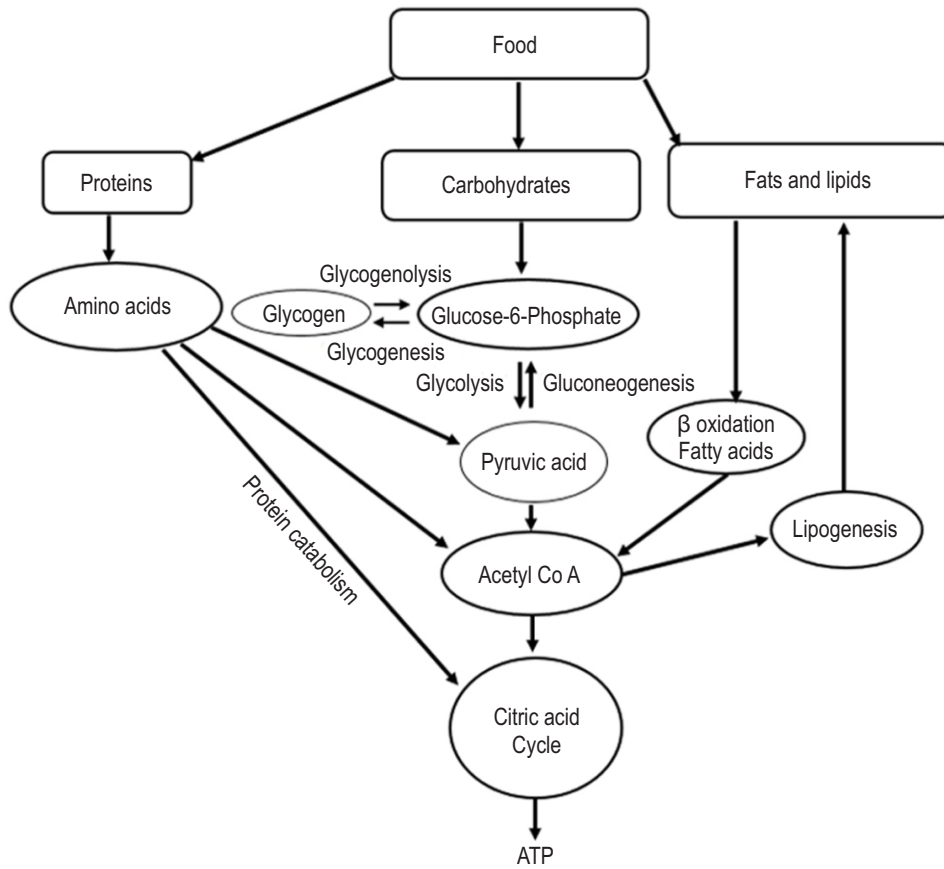 Food
Proteins
Carbohydrates
Fats and lipids
Amino acids
Glycogenolysis
Glycogen
Glucose-6-Phosphate
Glycogenesis
Glycolysis
Gluconeogenesis
β oxidation
Fatty acids
Pyruvic acid
Protein catabolism
Lipogenesis
Acetyl Co A
Citric acid
Cycle
ATP